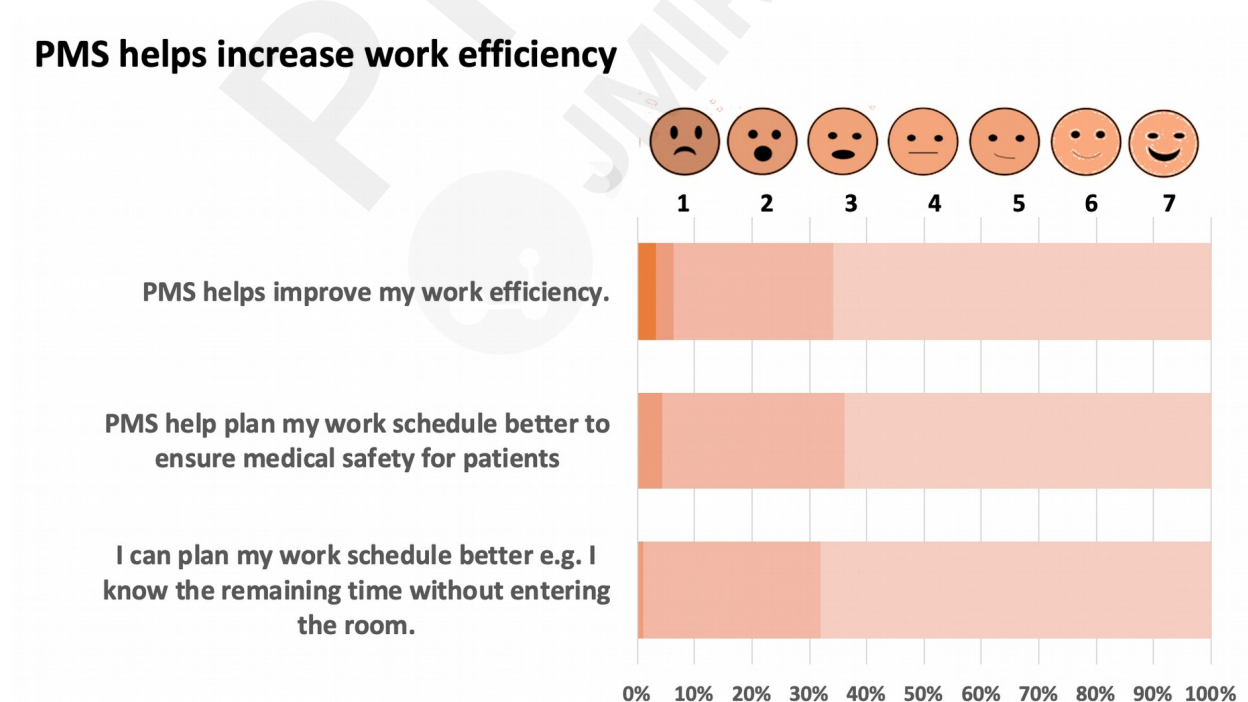 PMS helps increase work efficiency
1 2 3 4 5 6 7
PMS helps improve my work efficiency.
PMS help plan my work schedule better to
ensure medical safety for patients
I can plan my work schedule better e.g. I
know the remaining time without entering
the room.
0% 10% 20% 30% 40% 50% 60% 70% 80% 90% 100%